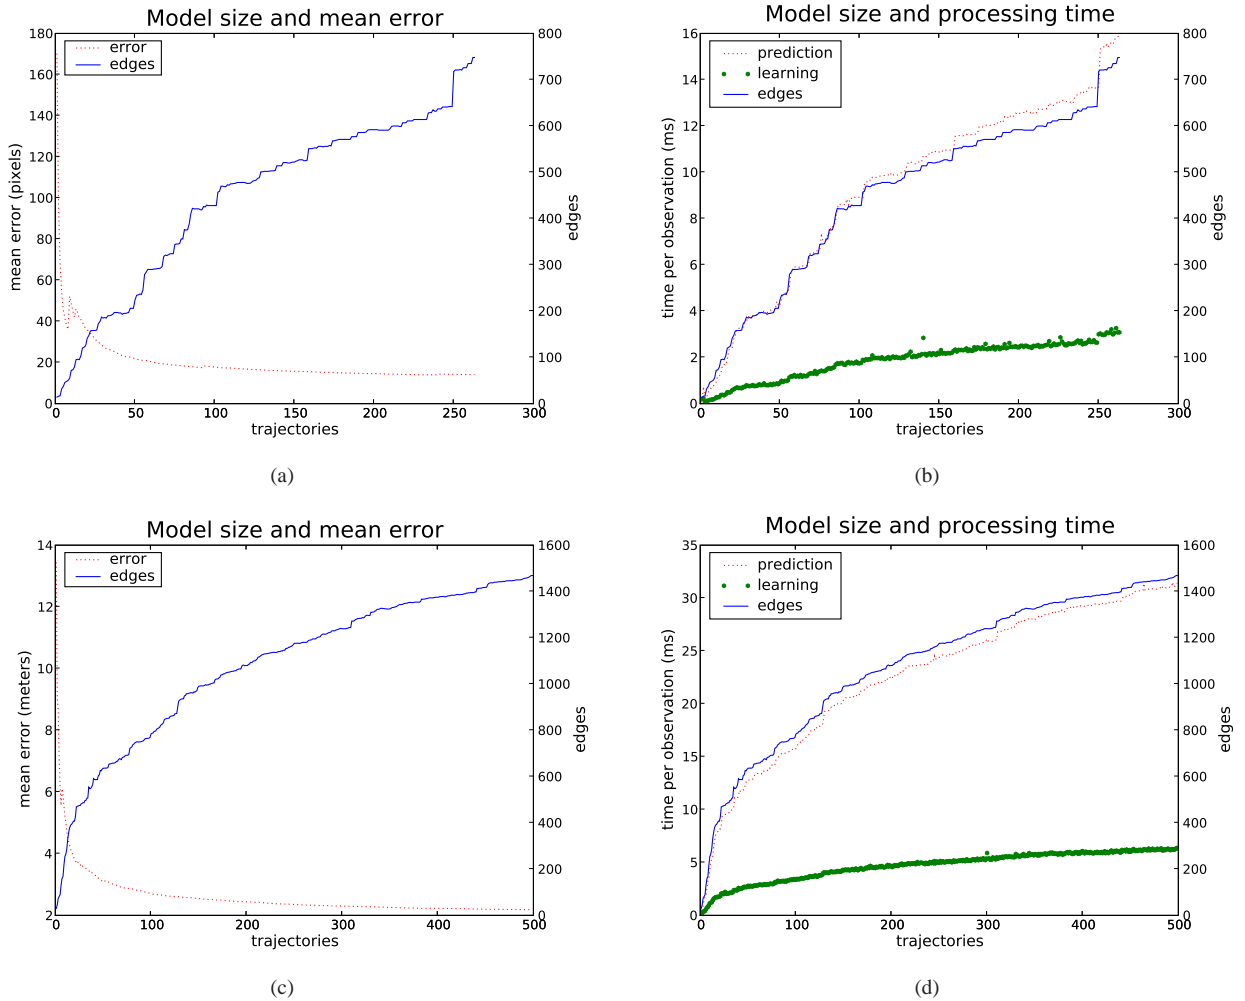 Model size and mean error
180
160
140
120
100
80
60
40
20
0
mean error (pixels)
error
edges
800
700
600
500
400
300
200
100
0
edges
0 50 100 150 200 250 300
trajectories
(a)
Model size and processing time
16
14
12
10
8
6
4
2
0
time per observation (ms)
prediction
learning
edges
800
700
600
500
400
300
200
100
0
edges
0 50 100 150 200 250 300
trajectories
(b)
Model size and mean error
14
12
10
8
6
4
2
mean error (meters)
error
edges
1600
1400
1200
1000
800
600
400
200
0
edges
0 100 200 300 400 500
trajectories
(c)
Model size and processing time
35
30
25
20
15
10
5
0
time per observation (ms)
prediction
learning
edges
1600
1400
1200
1000
800
600
400
200
0
edges
0 100 200 300 400 500
trajectories
(d)